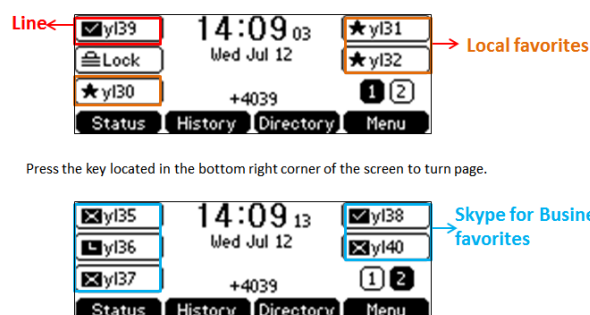 Line
yl39 14:09 03 yl31
Lock Wed Jul 12 yl32
Local favorites
yl30 +4039 1 2
Status History Directory Menu
Press the key located in the bottom right corner of the screen to turn page.
yl35 14:09 13 yl38
yl36 Wed Jul 12 yl40
Skype for Busine
favorites
yl37 +4039 1 2
Status History Directory Menu